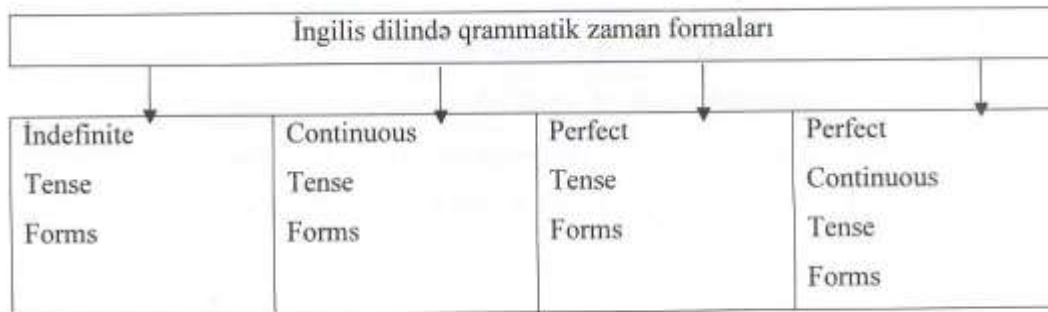 İngilis dilində qrammatik zaman formaları
İndefinite
Tense
Forms
Continuous
Tense
Forms
Perfect
Tense
Forms
Perfect
Continuous
Tense
Forms